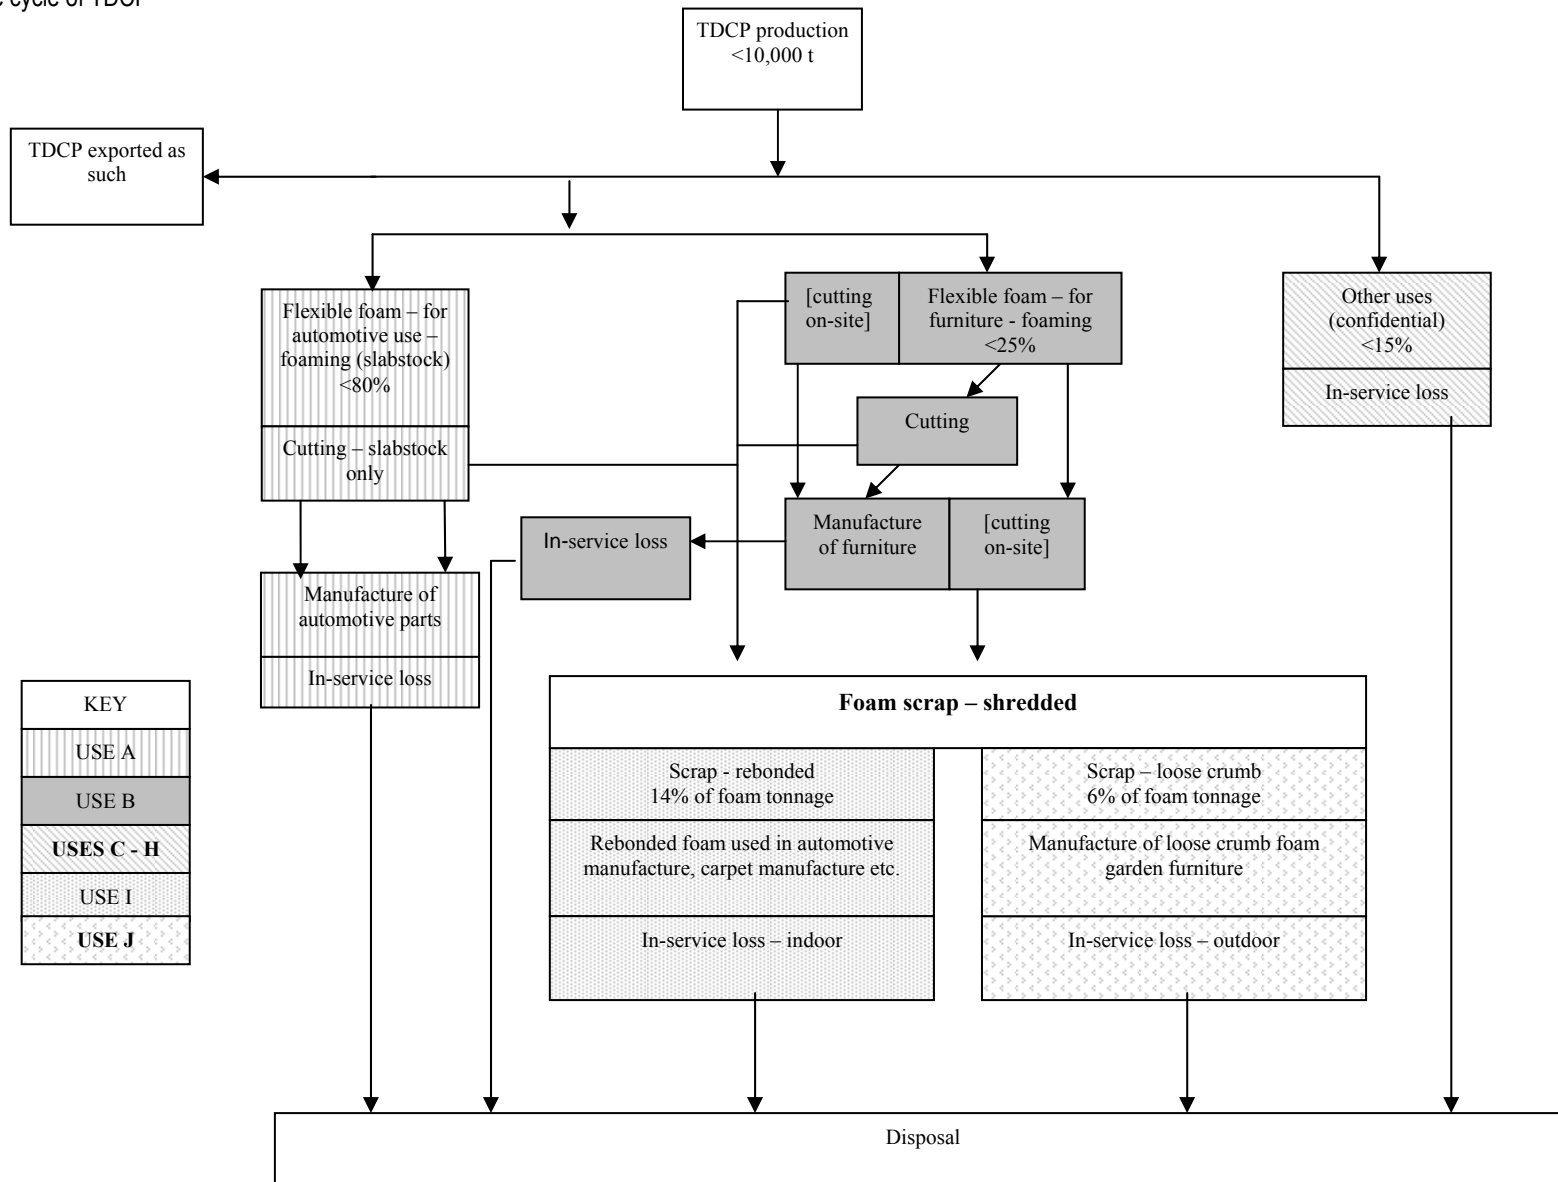 cycle of TDCP
TDCP production
<10,000 t
TDCP exported as
such
Flexible foam – for
automotive use –
foaming (slabstock)
<80%
Cutting – slabstock
only
[cutting
on-site]
Flexible foam – for
furniture - foaming
<25%
Other uses
(confidential)
<15%
In-service loss
Cutting
Manufacture
of furniture
[cutting
on-site]
In-service loss
Manufacture of
automotive parts
In-service loss
KEY
USE A
USE B
USES C - H
USE I
USE J
Foam scrap – shredded
Scrap - rebonded
14% of foam tonnage
Rebonded foam used in automotive
manufacture, carpet manufacture etc.
In-service loss – indoor
Scrap – loose crumb
6% of foam tonnage
Manufacture of loose crumb foam
garden furniture
In-service loss – outdoor
Disposal